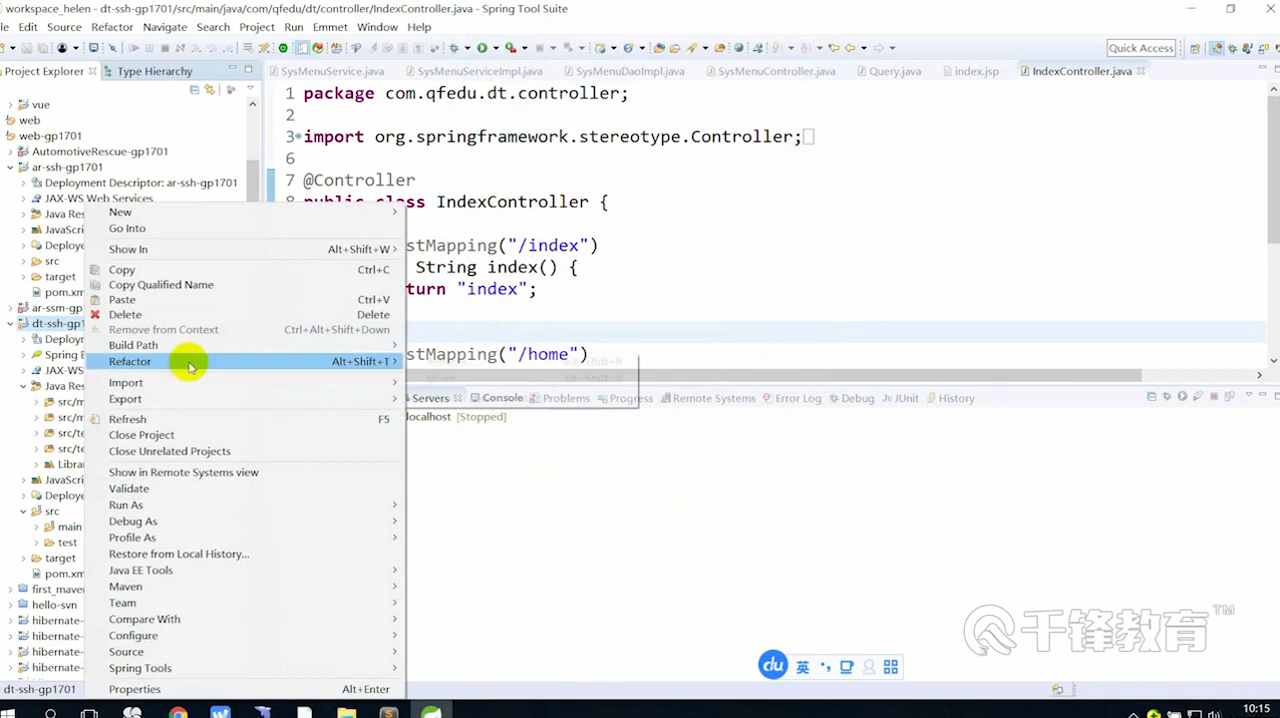 workspace_helen - dt-ssh-gp1701/src/main/java/com/qfedu/dt/controller/IndexController.java - Spring Tool Suite
Edit Source Refactor Navigate Search Project Run Emmet Window Help
Quick Access
Project Explorer Type Hierarchy
SysMenuService.java SysMenuServiceImpl.java SysMenuDaoImpl.java SysMenuController.java Query.java index.jsp IndexController.java
vue
web
web-gp1701
AutomotiveRescue-gp1701
ar-ssh-gp1701
Deployment Descriptor: ar-ssh-gp1701
JAX-WS Web Services
Java Res
JavaScri
Deploye
src
target
pom.xm
ar-ssm-gp
dt-ssh-gp1
Deploy
Spring E
JAX-WS
Java Res
src/m
src/m
src/te
src/te
Librar
JavaScri
Deploye
src
main
test
target
pom.xm
first_maven
hello-svn
hibernate-
hibernate-
hibernate-
hibernate-
dt-ssh-gp1701
New
Go Into
Show In Alt+Shift+W
Copy Ctrl+C
Copy Qualified Name
Paste Ctrl+V
Delete Delete
Remove from Context Ctrl+Alt+Shift+Down
Build Path
Refactor Alt+Shift+T
Import
Export
Refresh F5
Close Project
Close Unrelated Projects
Show in Remote Systems view
Validate
Run As
Debug As
Profile As
Restore from Local History...
Java EE Tools
Maven
Team
Compare With
Configure
Source
Spring Tools
Properties Alt+Enter
1 package com.qfedu.dt.controller;
2
3 import org.springframework.stereotype.Controller;
6
7 @Controller
8 public class IndexController {
stMapping("/index")
String index() {
turn "index";
stMapping("/home")
Servers Console Problems Progress Remote Systems Error Log Debug JUnit History
localhost [Stopped]
千锋教育 TM
du 英
10:15